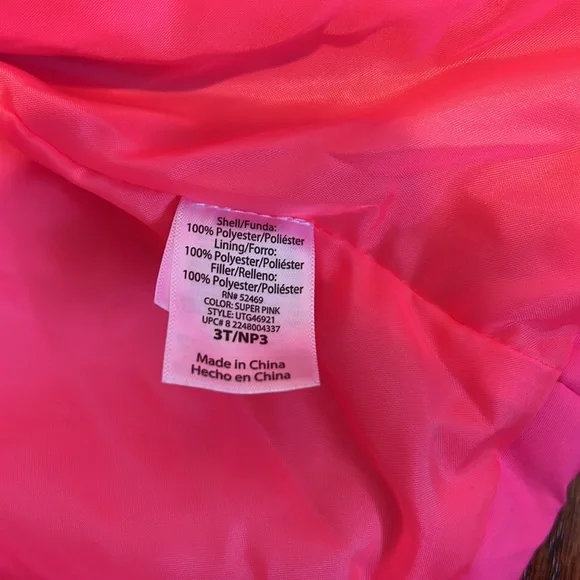 Shell/Funda:
100% Polyester/Poliéster
Lining/Forro:
100% Polyester/Poliéster
Filler/Relleno:
100% Polyester/Poliéster
RN# 52469
COLOR: SUPER PINK
STYLE: UTG46921
UPC# 8 2248004337
3T/NP3
Made in China
Hecho en China